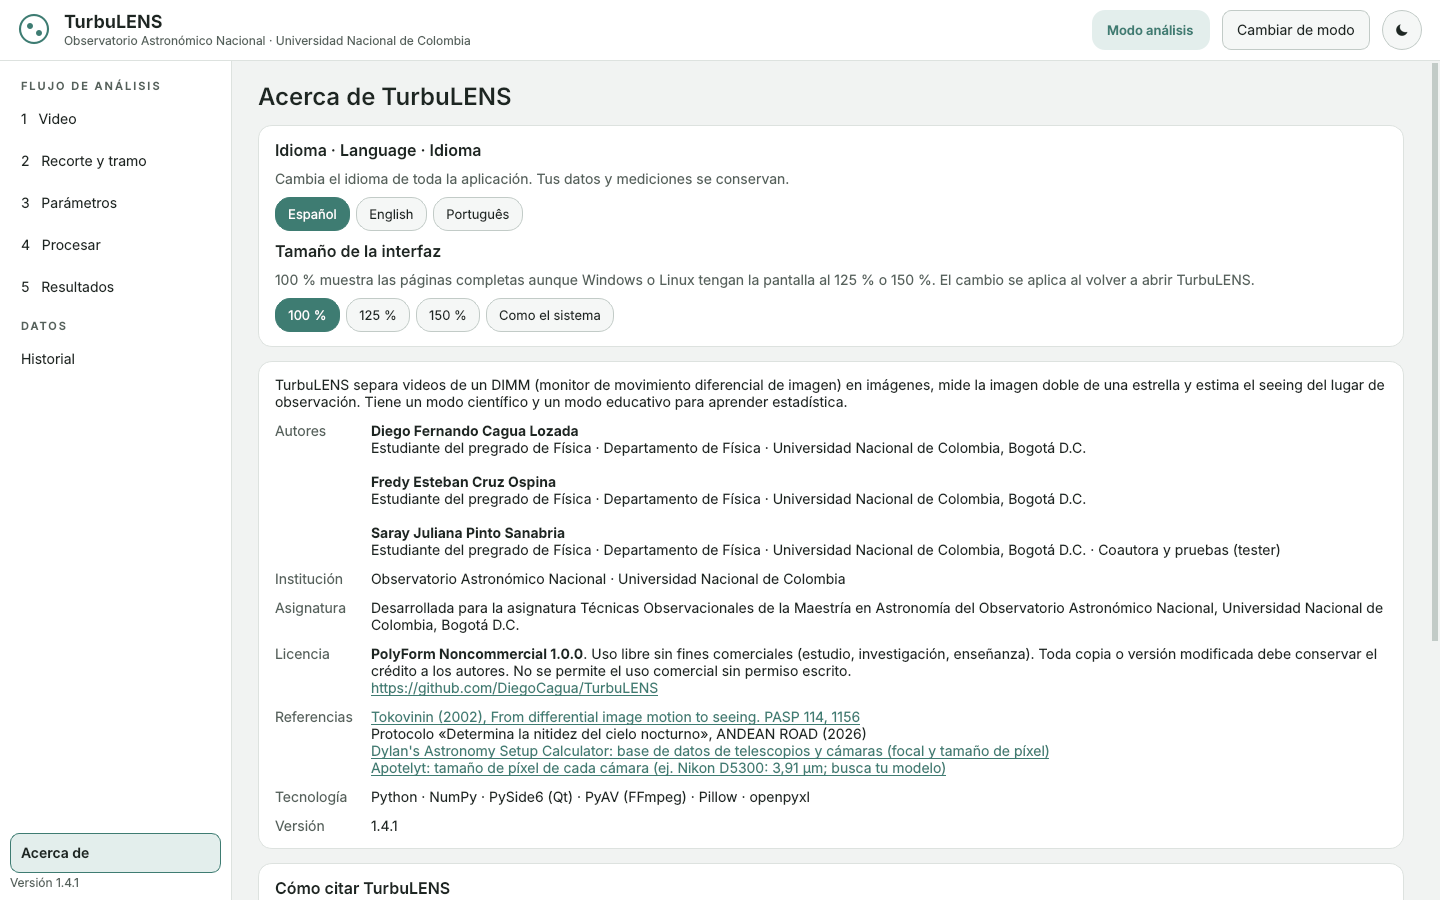 TurbuLENS
Observatorio Astronómico Nacional · Universidad Nacional de Colombia
Modo análisis
Cambiar de modo
FLUJO DE ANÁLISIS
1 Video
2 Recorte y tramo
3 Parámetros
4 Procesar
5 Resultados
DATOS
Historial
Acerca de
Versión 1.4.1
Acerca de TurbuLENS
Idioma · Language · Idioma
Cambia el idioma de toda la aplicación. Tus datos y mediciones se conservan.
Español
English
Português
Tamaño de la interfaz
100 % muestra las páginas completas aunque Windows o Linux tengan la pantalla al 125 % o 150 %. El cambio se aplica al volver a abrir TurbuLENS.
100 %
125 %
150 %
Como el sistema
TurbuLENS separa videos de un DIMM (monitor de movimiento diferencial de imagen) en imágenes, mide la imagen doble de una estrella y estima el seeing del lugar de
observación. Tiene un modo científico y un modo educativo para aprender estadística.
Autores
Diego Fernando Cagua Lozada
Estudiante del pregrado de Física · Departamento de Física · Universidad Nacional de Colombia, Bogotá D.C.
Fredy Esteban Cruz Ospina
Estudiante del pregrado de Física · Departamento de Física · Universidad Nacional de Colombia, Bogotá D.C.
Saray Juliana Pinto Sanabria
Estudiante del pregrado de Física · Departamento de Física · Universidad Nacional de Colombia, Bogotá D.C. · Coautora y pruebas (tester)
Institución
Observatorio Astronómico Nacional · Universidad Nacional de Colombia
Asignatura
Desarrollada para la asignatura Técnicas Observacionales de la Maestría en Astronomía del Observatorio Astronómico Nacional, Universidad Nacional de
Colombia, Bogotá D.C.
Licencia
PolyForm Noncommercial 1.0.0. Uso libre sin fines comerciales (estudio, investigación, enseñanza). Toda copia o versión modificada debe conservar el
crédito a los autores. No se permite el uso comercial sin permiso escrito.
https://github.com/DiegoCagua/TurbuLENS
Referencias
Tokovinin (2002), From differential image motion to seeing. PASP 114, 1156
Protocolo «Determina la nitidez del cielo nocturno», ANDEAN ROAD (2026)
Dylan's Astronomy Setup Calculator: base de datos de telescopios y cámaras (focal y tamaño de píxel)
Apotelyt: tamaño de píxel de cada cámara (ej. Nikon D5300: 3,91 µm; busca tu modelo)
Tecnología
Python · NumPy · PySide6 (Qt) · PyAV (FFmpeg) · Pillow · openpyxl
Versión
1.4.1
Cómo citar TurbuLENS